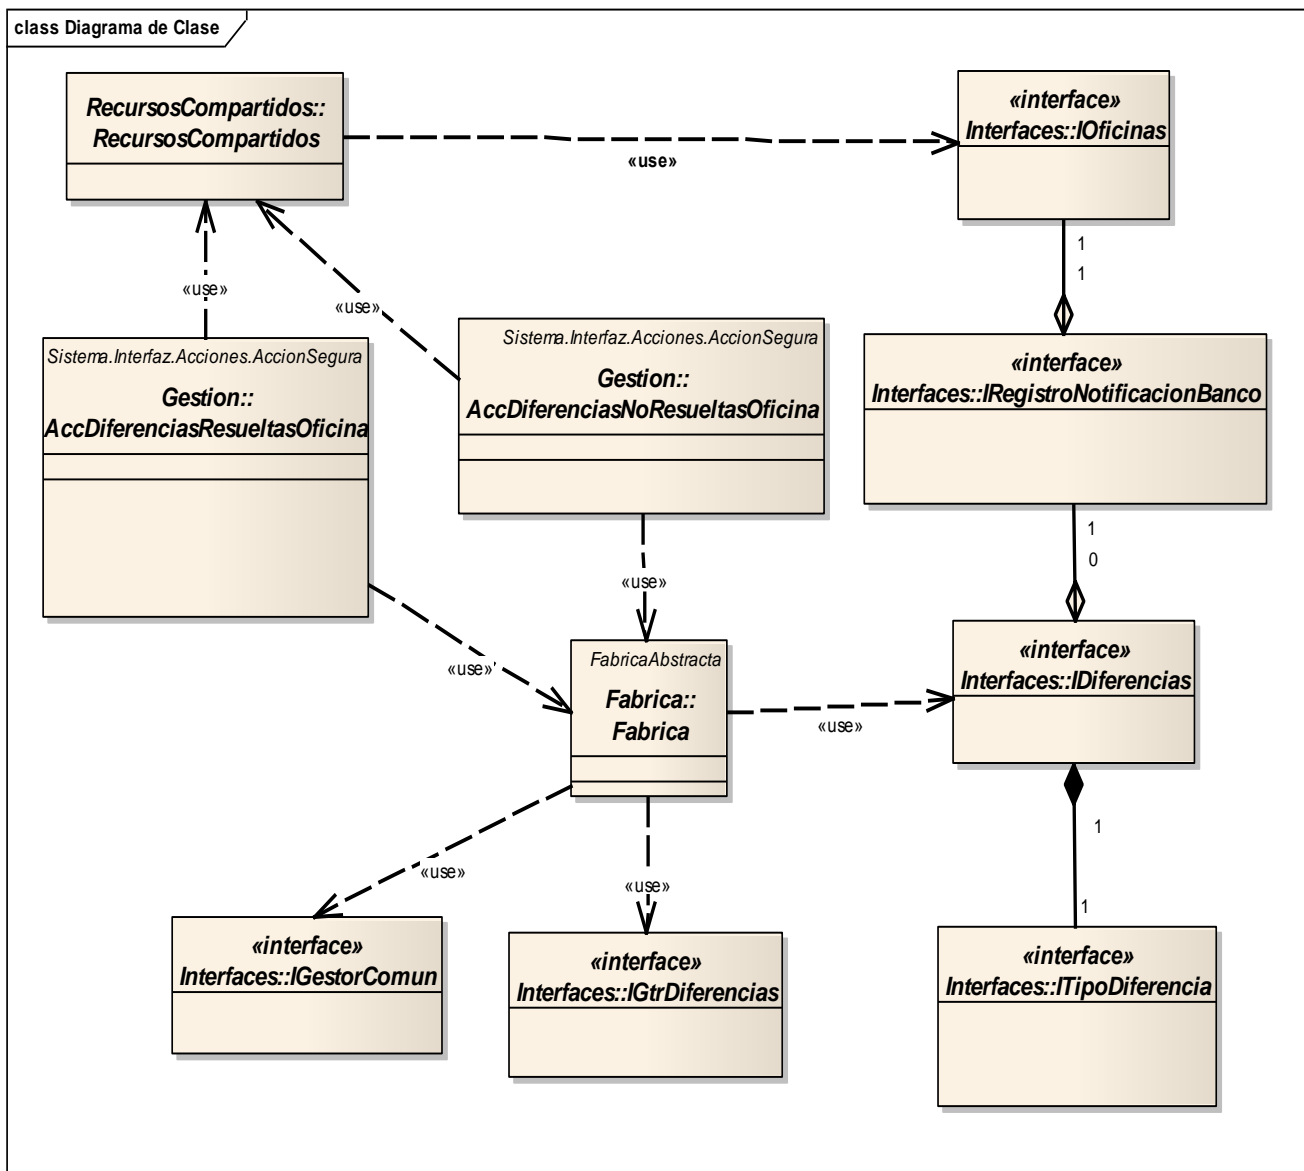 class Diagrama de Clase
RecursosCompartidos::
RecursosCompartidos
«interface»
Interfaces::IOficinas
«use»
1
1
«use»
«use»
Sistema.Interfaz.Acciones.AccionSegura
Gestion::
AccDiferenciasResueltasOficina
Sistema.Interfaz.Acciones.AccionSegura
Gestion::
AccDiferenciasNoResueltasOficina
«interface»
Interfaces::IRegistroNotificacionBanco
1
0
«use»
«use»
FabricaAbstracta
Fabrica::
Fabrica
«use»
«interface»
Interfaces::IDiferencias
1
1
«use»
«use»
«interface»
Interfaces::IGestorComun
«interface»
Interfaces::IGtrDiferencias
«interface»
Interfaces::ITipoDiferencia